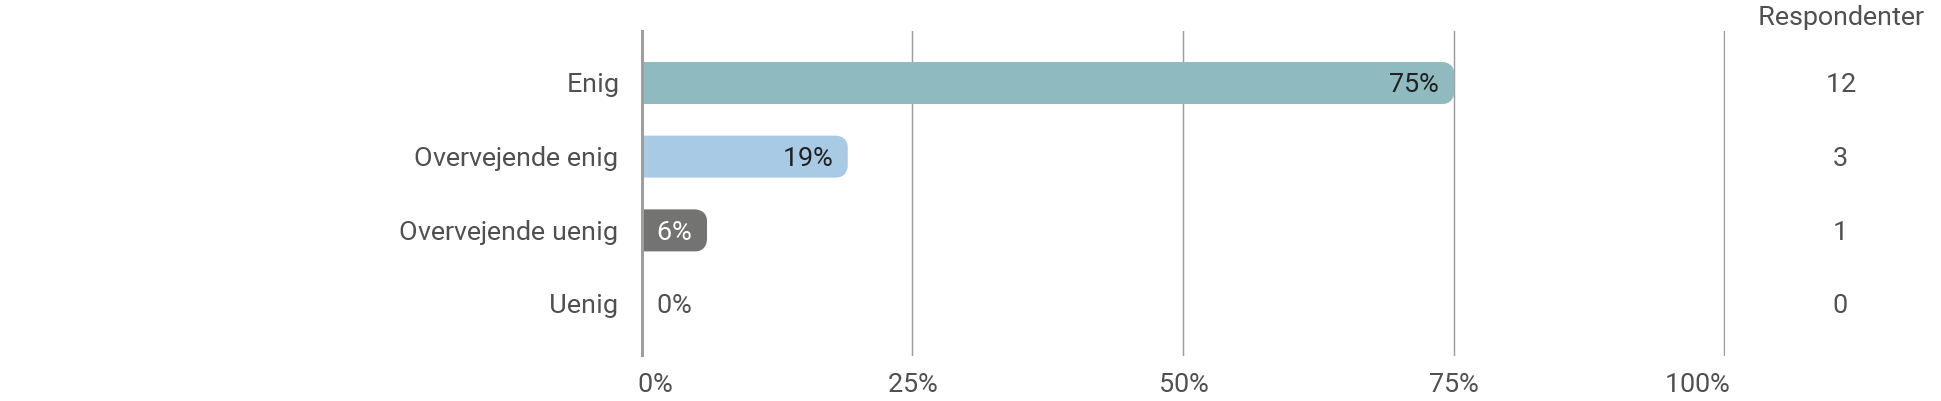 Respondenter
Enig 75% 12
Overvejende enig 19% 3
Overvejende uenig 6% 1
Uenig 0% 0
0% 25% 50% 75% 100%